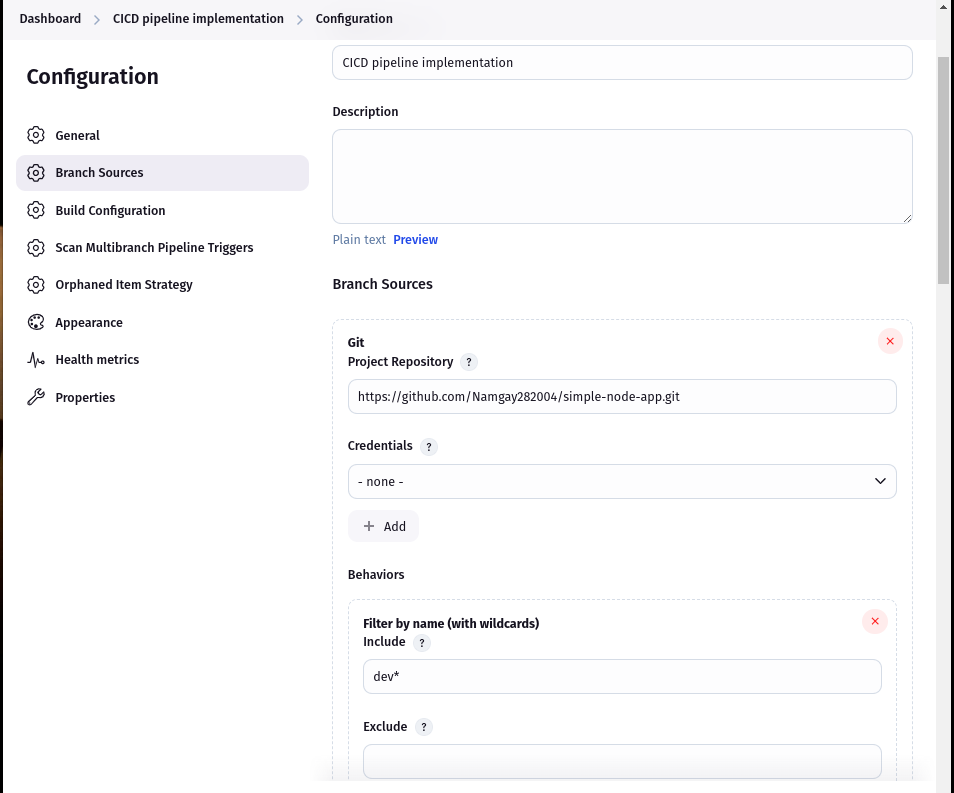 Dashboard > CICD pipeline implementation > Configuration
Configuration
General
Branch Sources
Build Configuration
Scan Multibranch Pipeline Triggers
Orphaned Item Strategy
Appearance
Health metrics
Properties
CICD pipeline implementation
Description
Plain text Preview
Branch Sources
Git
Project Repository ?
https://github.com/Namgay282004/simple-node-app.git
Credentials ?
- none -
+ Add
Behaviors
Filter by name (with wildcards)
Include ?
dev*
Exclude ?